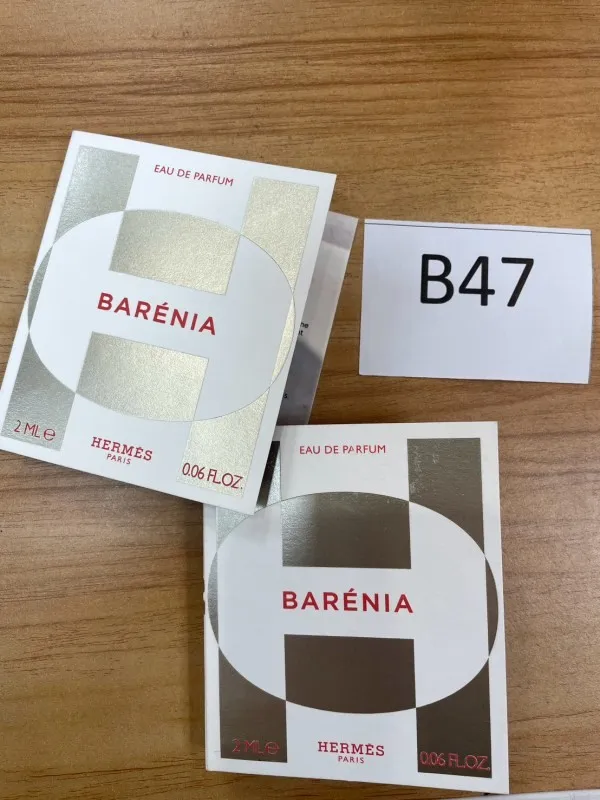 EAU DE PARFUM
BARÉNIA
2 ML e
HERMÈS
PARIS
0.06 FL.OZ.
B47
EAU DE PARFUM
BARÉNIA
2 ML e
HERMÈS
PARIS
0.06 FL.OZ.